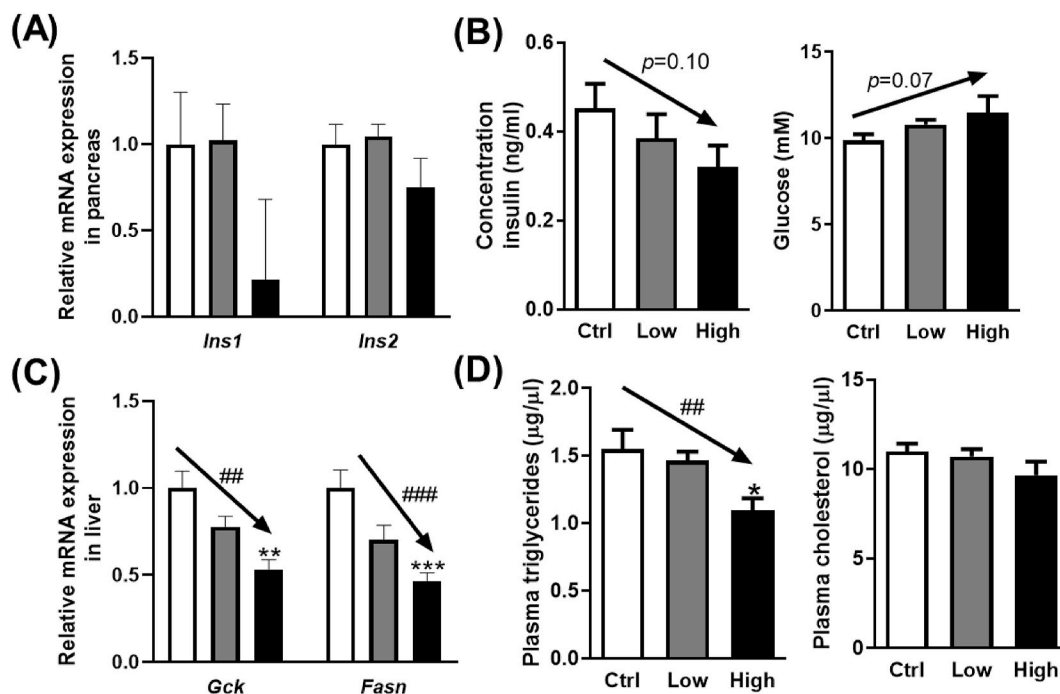 (A)
Relative mRNA expression
in pancreas
1.5
1.0
0.5
0.0
Ins1 Ins2
(B)
Concentration
insulin (ng/ml)
0.6
0.4
0.2
0.0
p=0.10
Ctrl Low High
Glucose (mM)
15
10
5
0
p=0.07
Ctrl Low High
(C)
Relative mRNA expression
in liver
1.5
1.0
0.5
0.0
##
**
###
***
Gck Fasn
(D)
Plasma triglycerides (µg/µl)
2.0
1.5
1.0
0.5
0.0
##
*
Ctrl Low High
Plasma cholesterol (µg/µl)
15
10
5
0
Ctrl Low High